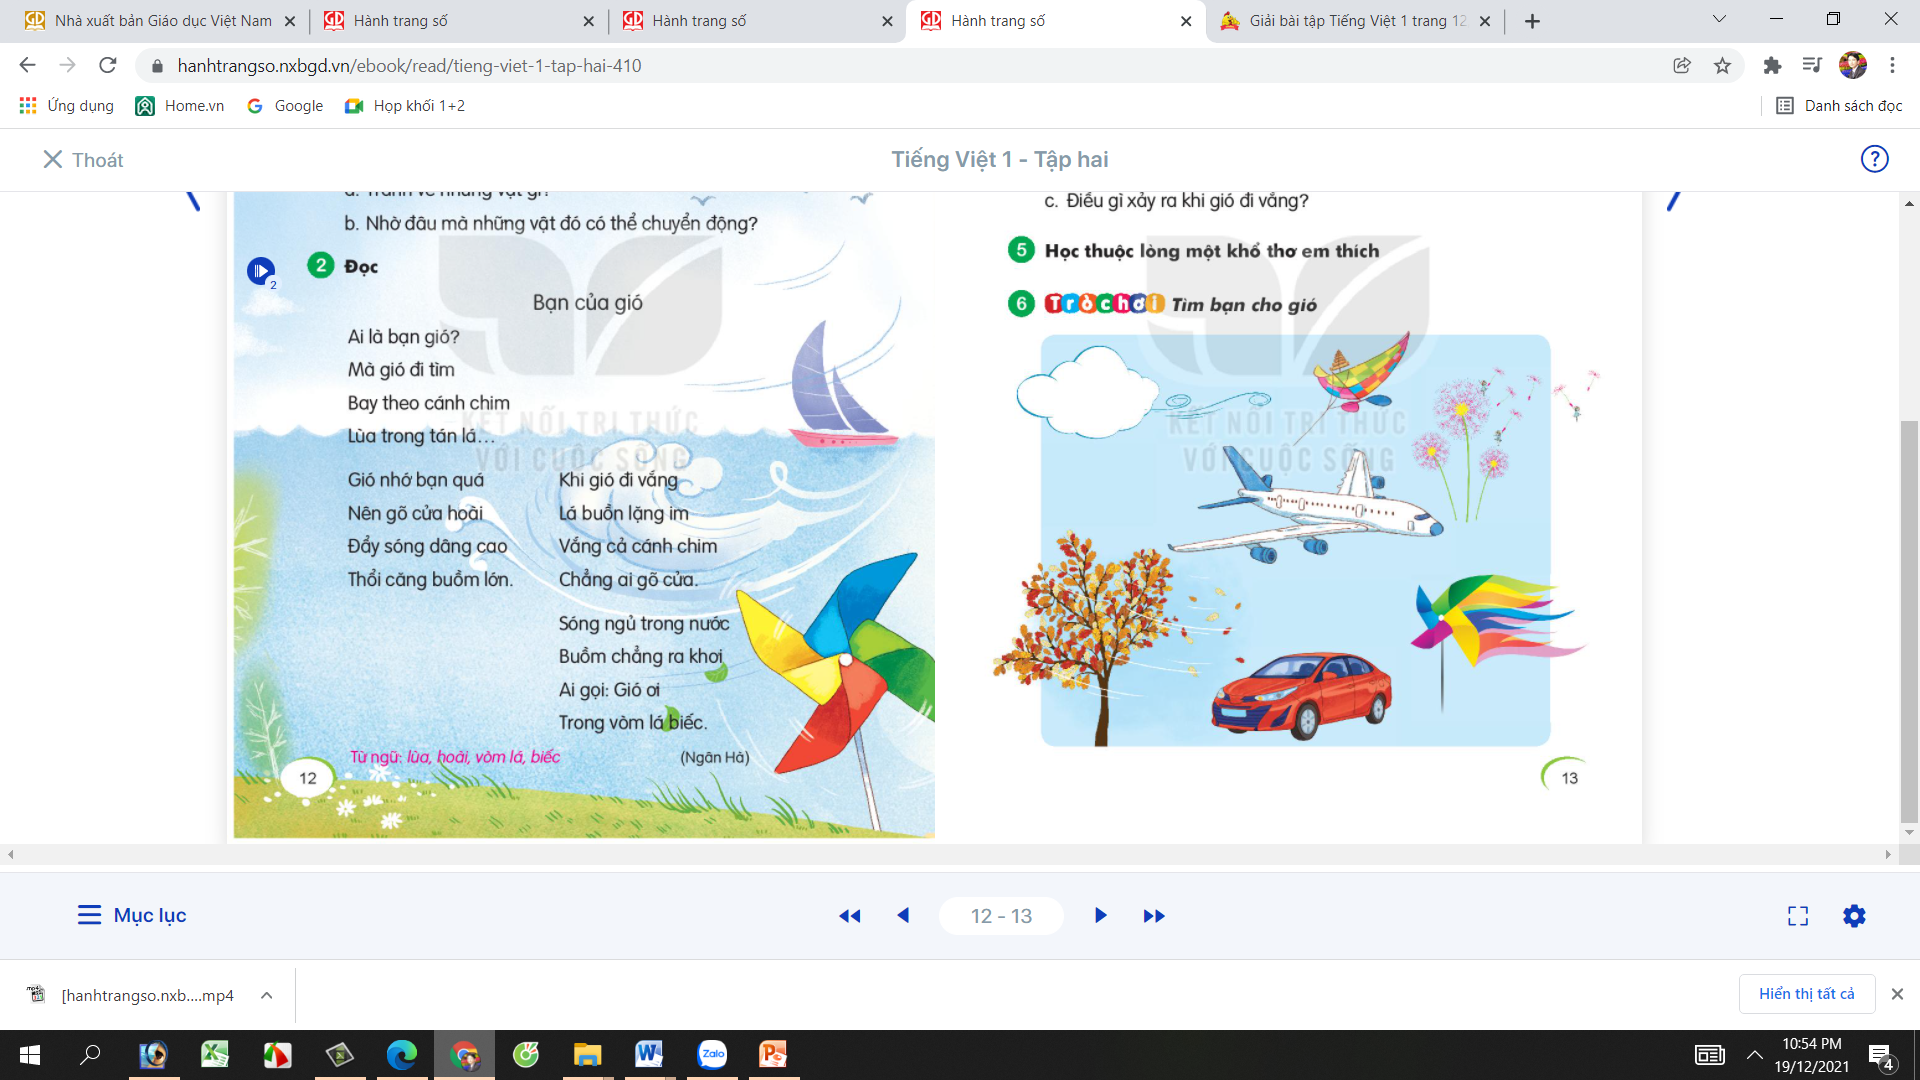 Nhà xuất bản Giáo dục Việt Nam
Hành trang số
Hành trang số
Hành trang số
Giải bài tập Tiếng Việt 1 trang 12
hanhtrangso.nxbgd.vn/ebook/read/tieng-viet-1-tap-hai-410
Ứng dụng
Home.vn
Google
Họp khối 1+2
Danh sách đọc
Thoát
Tiếng Việt 1 - Tập hai
?
a. Tranh vẽ những vật gì?
b. Nhờ đâu mà những vật đó có thể chuyển động?
2
2 Đọc
Bạn của gió
Ai là bạn gió?
Mà gió đi tìm
Bay theo cánh chim
Lùa trong tán lá...
Gió nhớ bạn quá
Nên gõ cửa hoài
Đẩy sóng dâng cao
Thổi căng buồm lớn.
Khi gió đi vắng
Lá buồn lặng im
Vắng cả cánh chim
Chẳng ai gõ cửa.
Sóng ngủ trong nước
Buồm chẳng ra khơi
Ai gọi: Gió ơi
Trong vòm lá biếc.
Từ ngữ: lùa, hoài, vòm lá, biếc
(Ngân Hà)
12
KẾT NỐI TRI THỨC
VỚI CUỘC SỐNG
c. Điều gì xảy ra khi gió đi vắng?
5 Học thuộc lòng một khổ thơ em thích
6 Trò chơi Tìm bạn cho gió
KẾT NỐI TRI THỨC
VỚI CUỘC SỐNG
13
Mục lục
12 - 13
[hanhtrangso.nxb....mp4
Hiển thị tất cả
Zalo
10:54 PM
19/12/2021
4